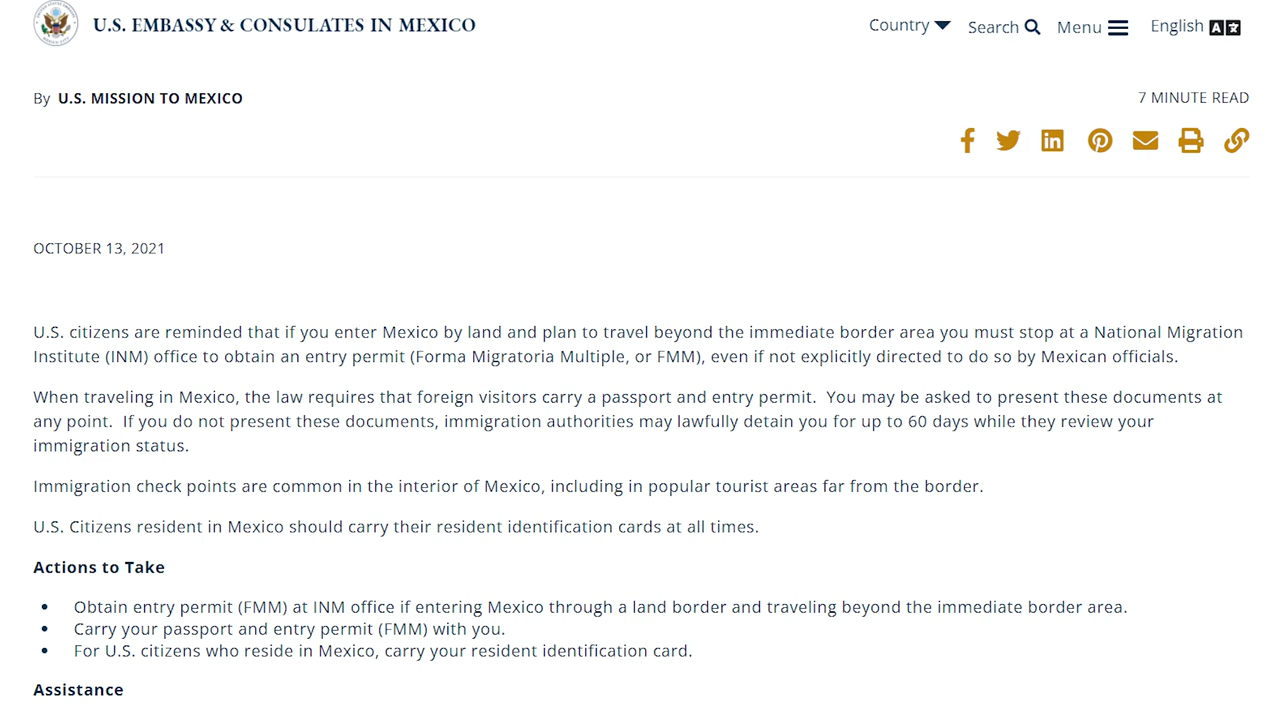 U.S. EMBASSY & CONSULATES IN MEXICO
Country
Search
Menu
English
By U.S. MISSION TO MEXICO
7 MINUTE READ
OCTOBER 13, 2021
U.S. citizens are reminded that if you enter Mexico by land and plan to travel beyond the immediate border area you must stop at a National Migration
Institute (INM) office to obtain an entry permit (Forma Migratoria Multiple, or FMM), even if not explicitly directed to do so by Mexican officials.
When traveling in Mexico, the law requires that foreign visitors carry a passport and entry permit.  You may be asked to present these documents at
any point.  If you do not present these documents, immigration authorities may lawfully detain you for up to 60 days while they review your
immigration status.
Immigration check points are common in the interior of Mexico, including in popular tourist areas far from the border.
U.S. Citizens resident in Mexico should carry their resident identification cards at all times.
Actions to Take
• Obtain entry permit (FMM) at INM office if entering Mexico through a land border and traveling beyond the immediate border area.
• Carry your passport and entry permit (FMM) with you.
• For U.S. citizens who reside in Mexico, carry your resident identification card.
Assistance